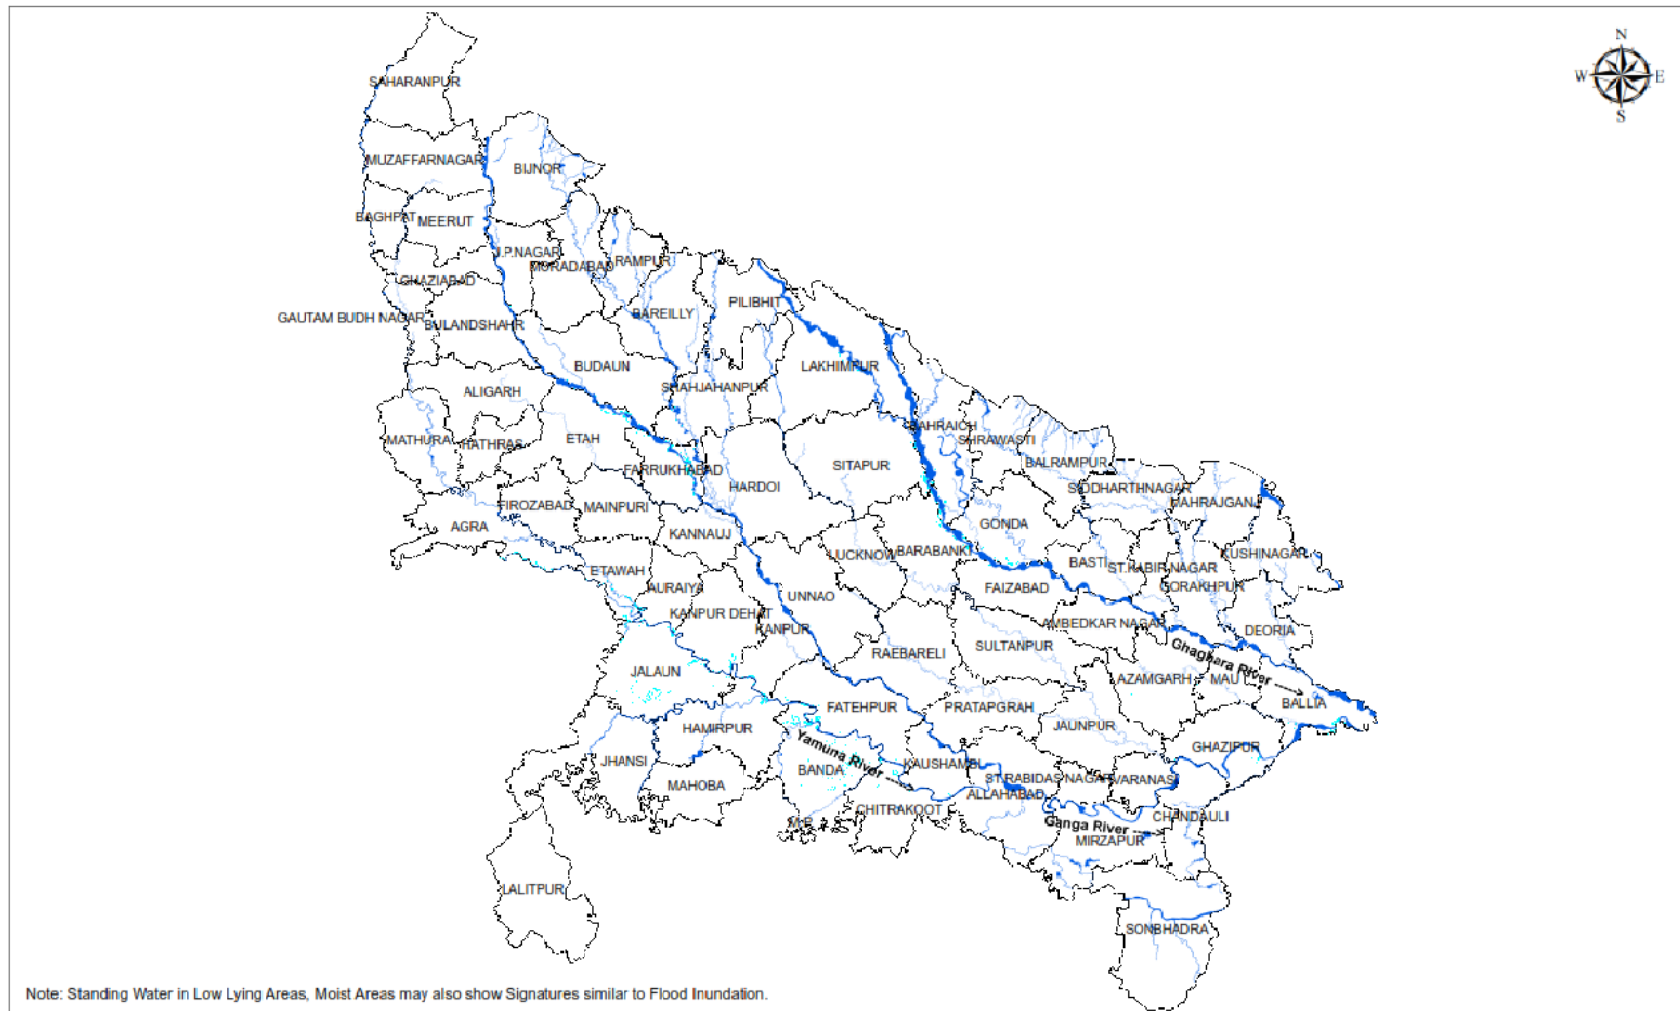 N
W E
S
SAHARANPUR
MUZAFFARNAGAR
BIJNOR
BAGHPAT
MEERUT
J.P.NAGAR
MORADABAD
RAMPUR
GHAZIABAD
PILIBHIT
GAUTAM BUDH NAGAR
BULANDSHAHR
BAREILLY
BUDAUN
LAKHIMPUR
SHAHJAHANPUR
ALIGARH
MATHURA
HATHRAS
ETAH
BAHRAICH
SHRAWASTI
BALRAMPUR
FARRUKHABAD
SITAPUR
HARDOI
SIDDHARTHNAGAR
MAHRAJGANJ
FIROZABAD
MAINPURI
AGRA
KANNAUJ
GONDA
LUCKNOW
BARABANKI
KUSHINAGAR
BASTI
ST.KABIR NAGAR
GORAKHPUR
ETAWAH
AURAIYA
UNNAO
FAIZABAD
KANPUR DEHAT
KANPUR
AMBEDKAR NAGAR
DEORIA
RAEBARELI
SULTANPUR
Ghaghara River
JALAUN
AZAMGARH
MAU
BALLIA
FATEHPUR
PRATAPGRAH
JAUNPUR
HAMIRPUR
GHAZIPUR
Yamuna River
JHANSI
BANDA
KAUSHAMBI
MAHOBA
ST.RABIDAS NAGAR
VARANASI
ALLAHABAD
CHITRAKOOT
M.P.
CHANDAULI
Ganga River
MIRZAPUR
LALITPUR
SONBHADRA
Note: Standing Water in Low Lying Areas, Moist Areas may also show Signatures similar to Flood Inundation.